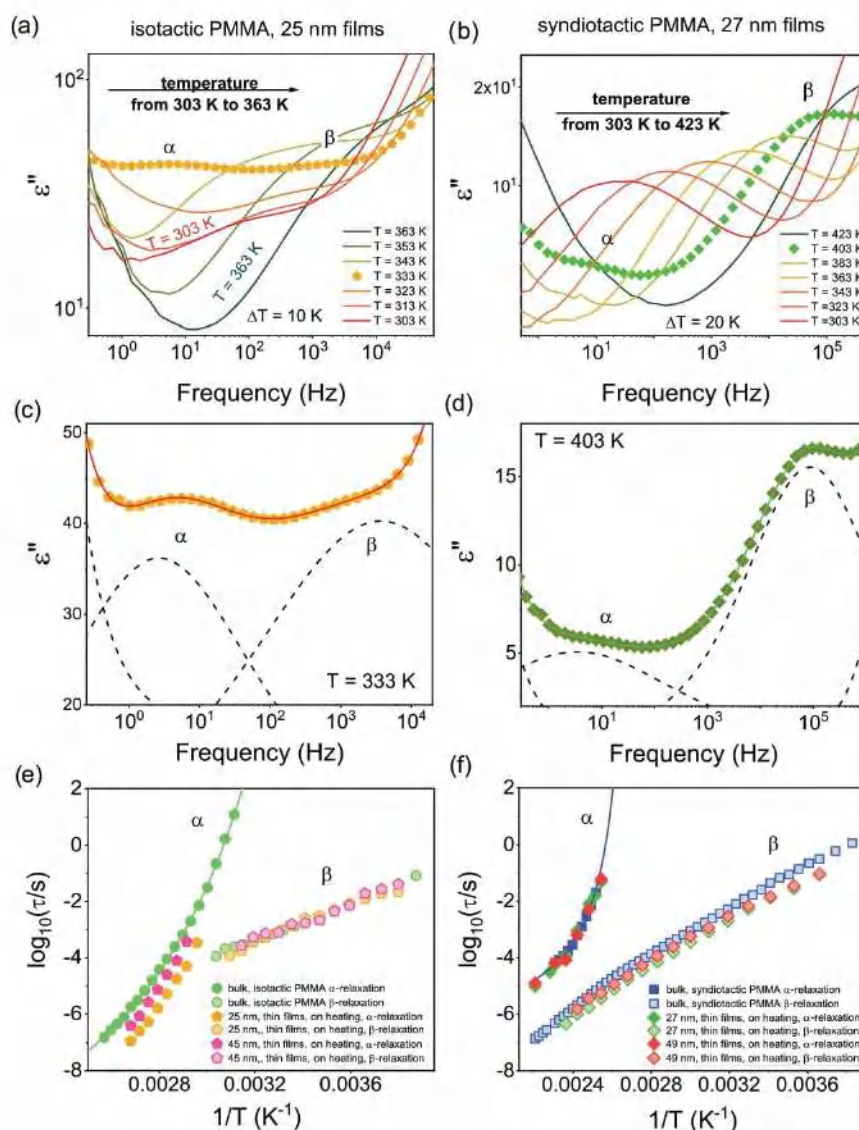 (a)
isotactic PMMA, 25 nm films
10²
temperature
from 303 K to 363 K
α
β
ε"
T = 303 K
T = 363 K
10¹
ΔT = 10 K
T = 363 K
T = 353 K
T = 343 K
T = 333 K
T = 323 K
T = 313 K
T = 303 K
10⁰ 10¹ 10² 10³ 10⁴
Frequency (Hz)
(b)
syndiotactic PMMA, 27 nm films
2x10¹
temperature
from 303 K to 423 K
β
ε"
10¹
α
ΔT = 20 K
T = 423 K
T = 403 K
T = 383 K
T = 363 K
T = 343 K
T = 323 K
T =303 K
10¹ 10³ 10⁵
Frequency (Hz)
(c)
50
40
30
20
ε"
α
β
T = 333 K
10⁰ 10¹ 10² 10³ 10⁴
Frequency (Hz)
(d)
T = 403 K
15
10
5
ε"
α
β
10¹ 10³ 10⁵
Frequency (Hz)
(e)
2
0
-2
-4
-6
-8
log₁₀(τ/s)
α
β
bulk, isotactic PMMA α-relaxation
bulk, isotactic PMMA β-relaxation
25 nm, thin films, on heating, α-relaxation
25 nm,, thin films, on heating, β-relaxation
45 nm, thin films, on heating, α-relaxation
45 nm,, thin films, on heating, β-relaxation
0.0028 0.0032 0.0036
1/T (K⁻¹)
(f)
2
0
-2
-4
-6
-8
log₁₀(τ/s)
α
β
bulk, syndiotactic PMMA α-relaxation
bulk, syndiotactic PMMA β-relaxation
27 nm, thin films, on heating, α-relaxation
27 nm, thin films, on heating, β-relaxation
49 nm, thin films, on heating, α-relaxation
49 nm, thin films, on heating, β-relaxation
0.0024 0.0028 0.0032 0.0036
1/T (K⁻¹)